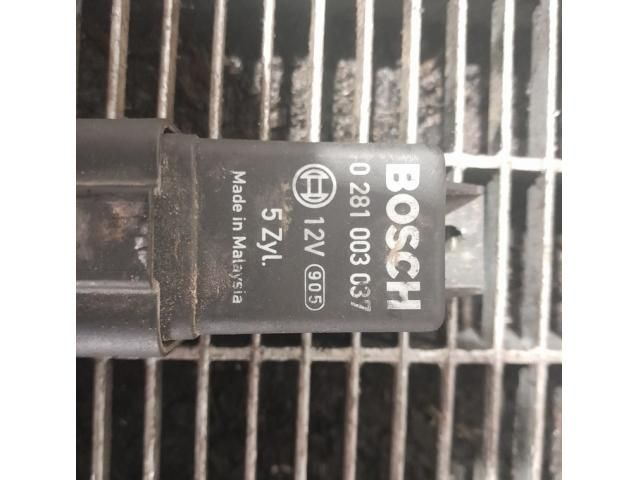 BOSCH
0 281 003 037
12V 905
5 Zyl.
Made in Malaysia